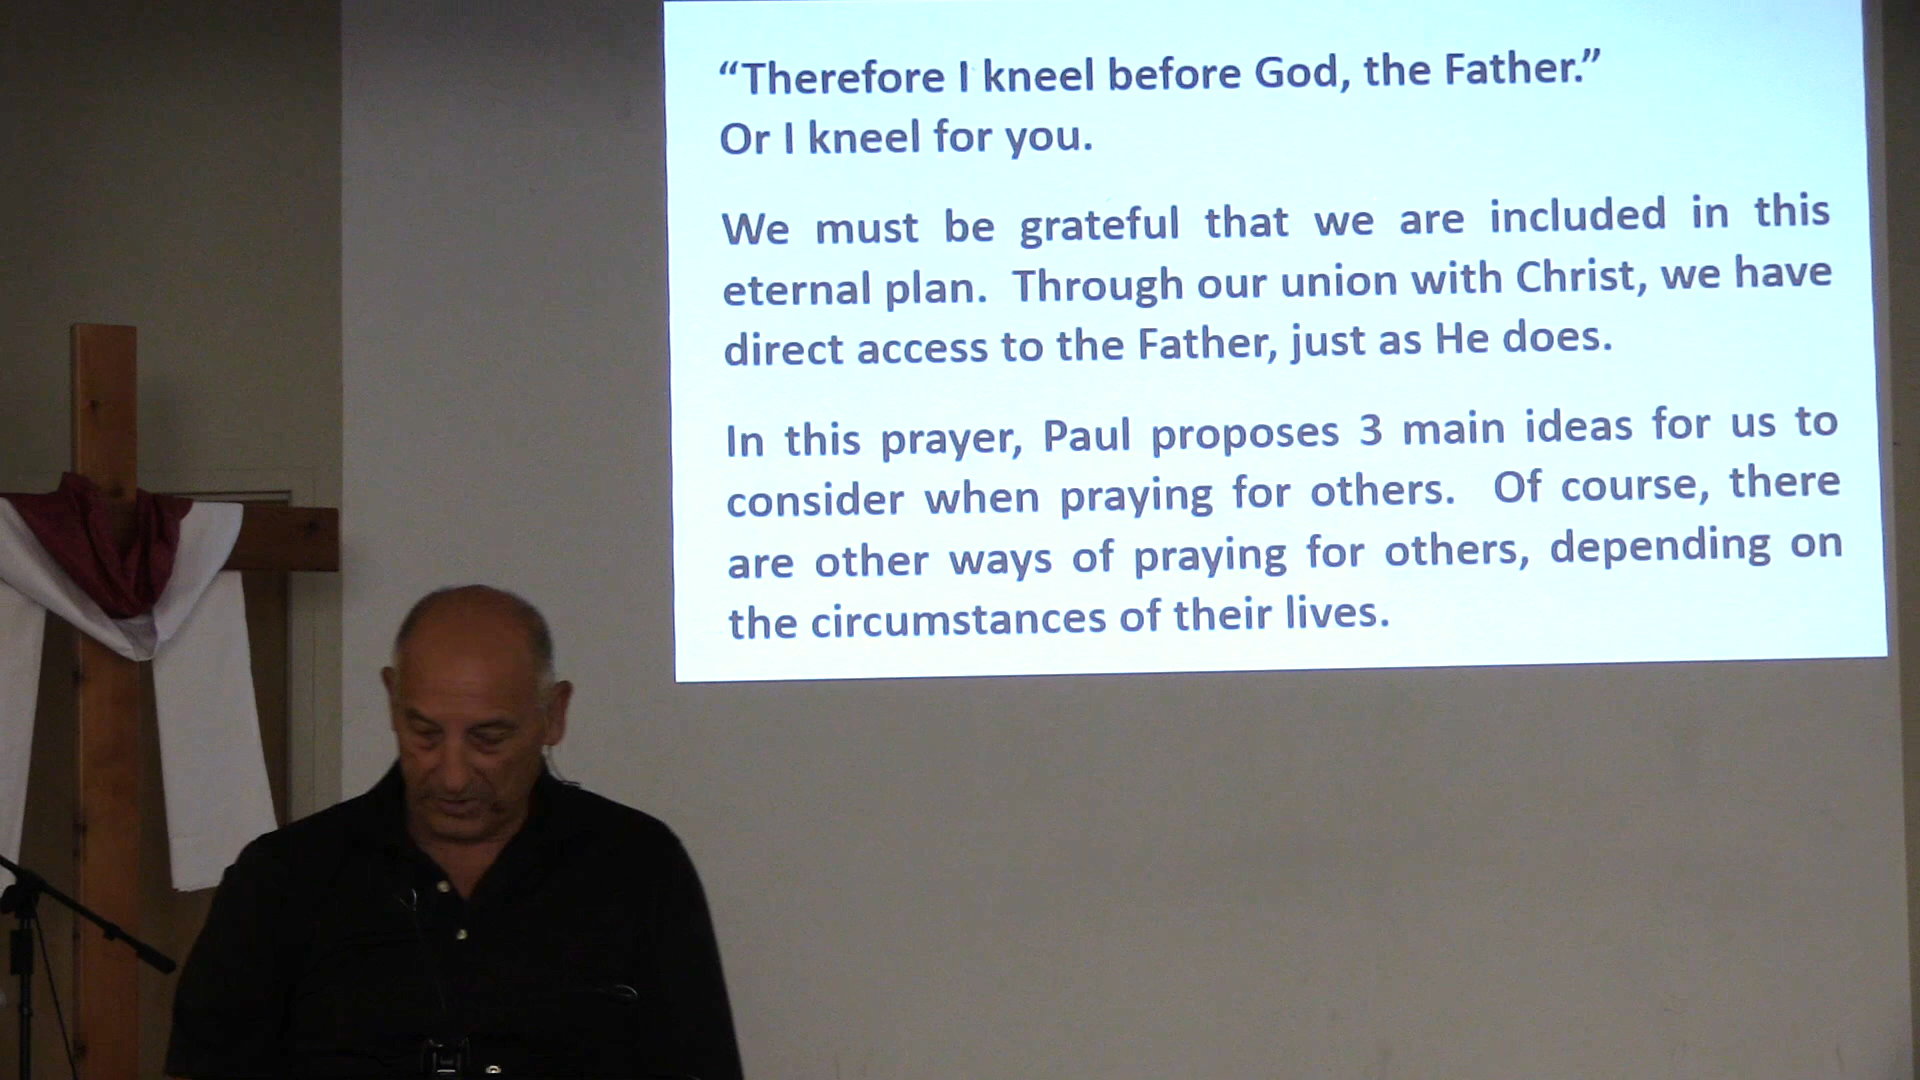 “Therefore I kneel before God, the Father.”
Or I kneel for you.
We must be grateful that we are included in this
eternal plan. Through our union with Christ, we have
direct access to the Father, just as He does.
In this prayer, Paul proposes 3 main ideas for us to
consider when praying for others. Of course, there
are other ways of praying for others, depending on
the circumstances of their lives.